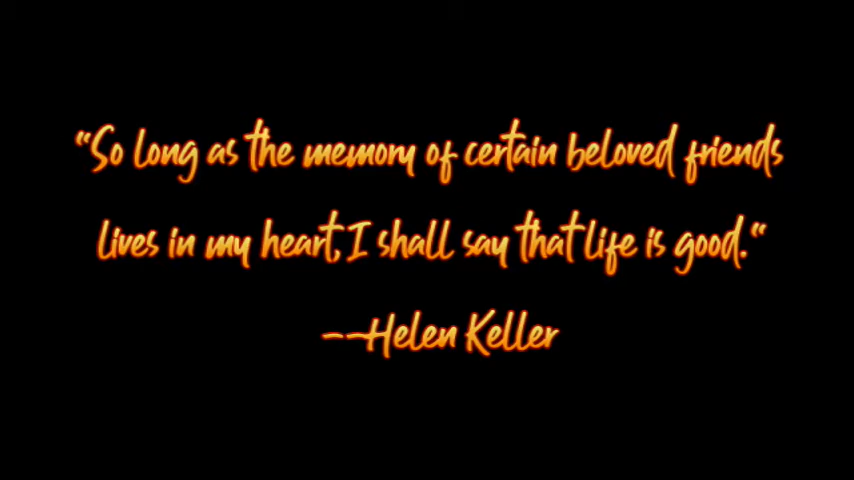 “So long as the memory of certain beloved friends
lives in my heart, I shall say that life is good.“
--Helen Keller